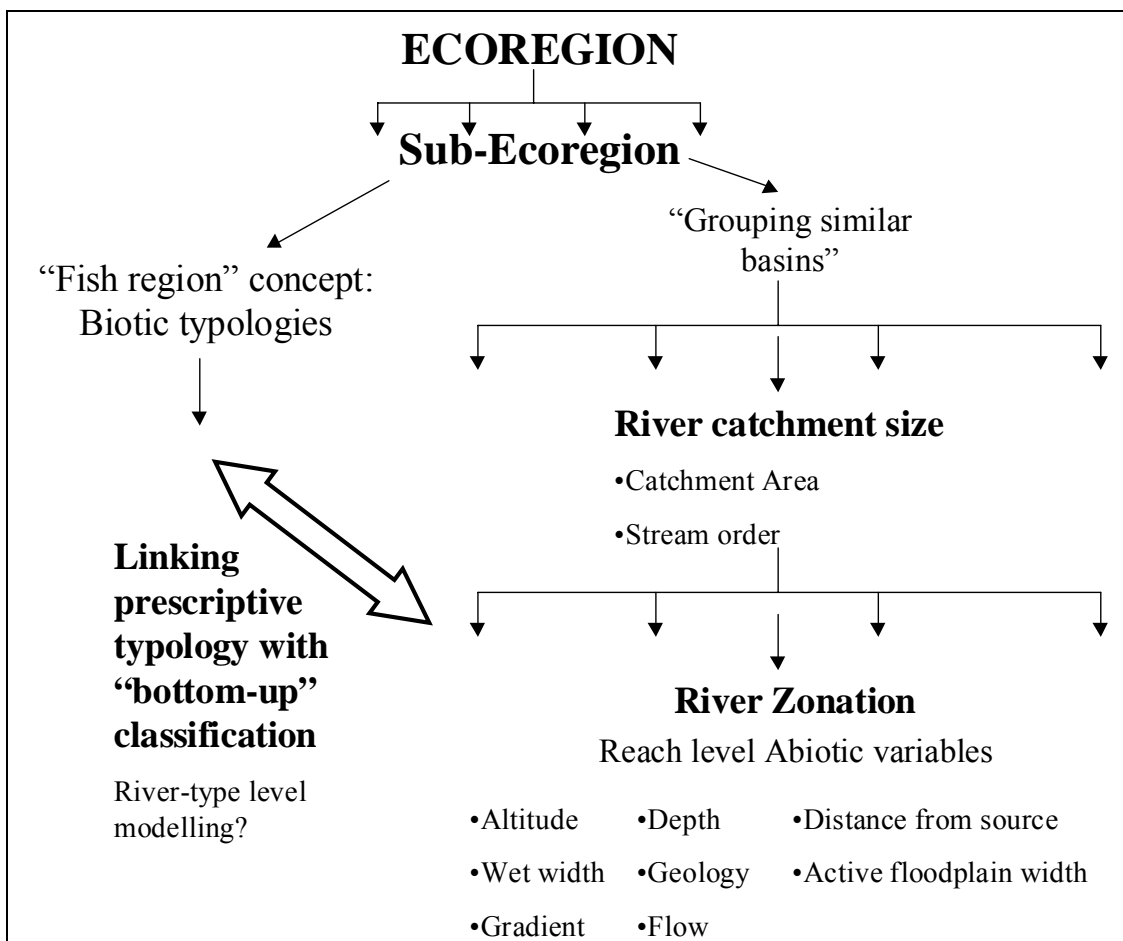 ECOREGION
Sub-Ecoregion
“Grouping similar
basins”
“Fish region” concept:
Biotic typologies
River catchment size
•Catchment Area
•Stream order
Linking
prescriptive
typology with
“bottom-up”
classification
River-type level
modelling?
River Zonation
Reach level Abiotic variables
•Altitude •Depth •Distance from source
•Wet width •Geology •Active floodplain width
•Gradient •Flow